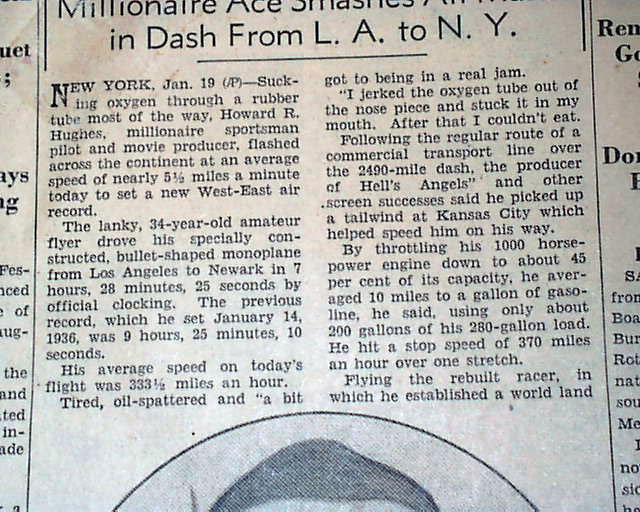 Millionaire Ace Smashes All
in Dash From L. A. to N. Y.
NEW YORK, Jan. 19 (/P)—Suck-
ing oxygen through a rubber
tube most of the way, Howard R.
Hughes, millionaire sportsman
pilot and movie producer, flashed
across the continent at an average
speed of nearly 5½ miles a minute
today to set a new West-East air
record.
The lanky, 34-year-old amateur
flyer drove his specially con-
structed, bullet-shaped monoplane
from Los Angeles to Newark in 7
hours, 28 minutes, 25 seconds by
official clocking. The previous
record, which he set January 14,
1936, was 9 hours, 25 minutes, 10
seconds.
His average speed on today's
flight was 333½ miles an hour.
Tired, oil-spattered and "a bit
got to being in a real jam.
"I jerked the oxygen tube out of
the nose piece and stuck it in my
mouth. After that I couldn't eat.
Following the regular route of a
commercial transport line over
the 2490-mile dash, the producer
of Hell's Angels" and other
screen successes said he picked up
a tailwind at Kansas City which
helped speed him on his way.
By throttling his 1000 horse-
power engine down to about 45
per cent of its capacity, he aver-
aged 10 miles to a gallon of gaso-
line, he said, using only about
200 gallons of his 280-gallon load.
He hit a stop speed of 370 miles
an hour over one stretch.
Flying the rebuilt racer, in
which he established a world land